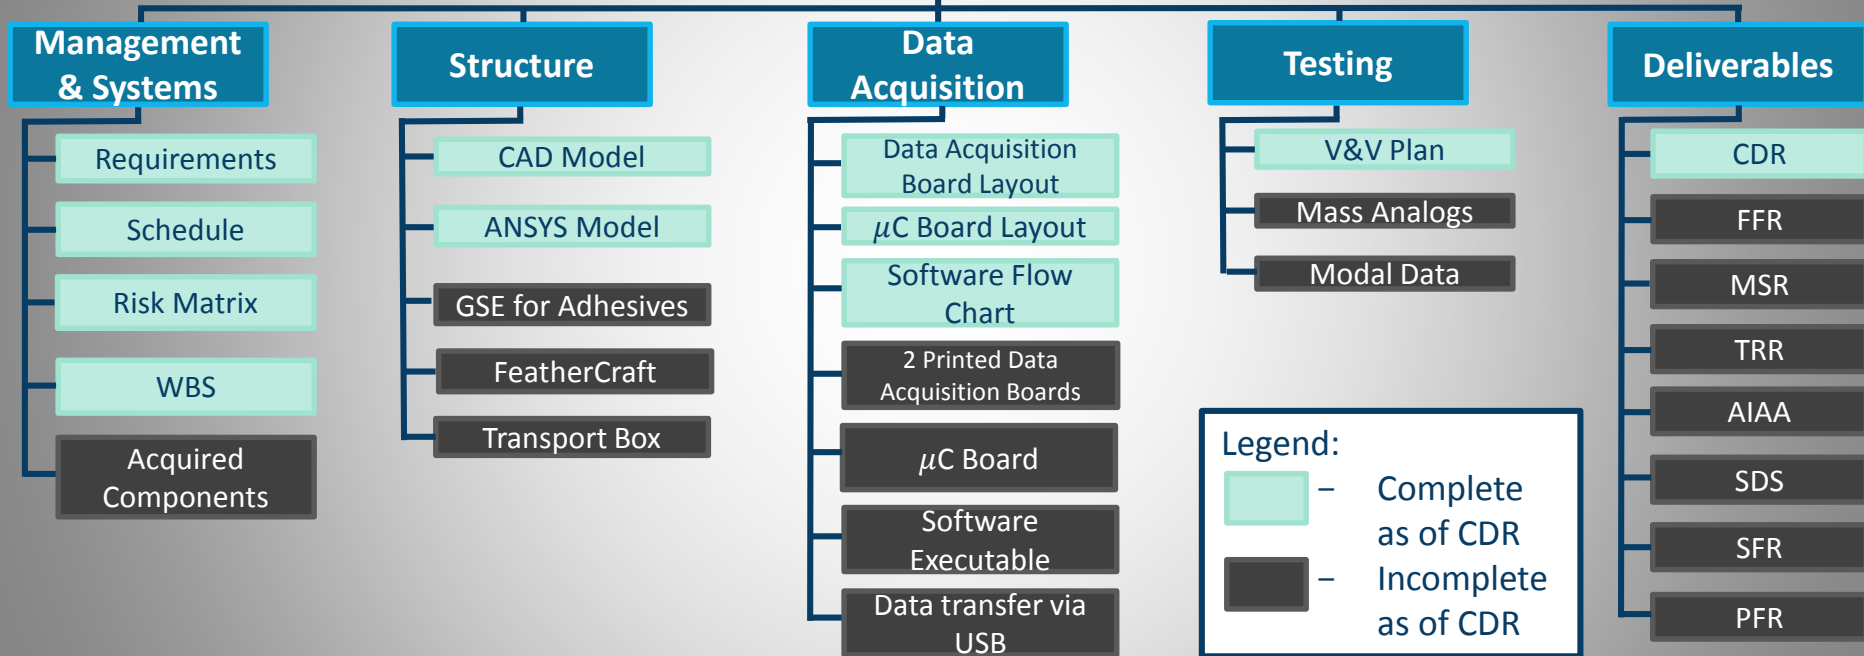 Management
& Systems
Requirements
Schedule
Risk Matrix
WBS
Acquired
Components
Structure
CAD Model
ANSYS Model
GSE for Adhesives
FeatherCraft
Transport Box
Data
Acquisition
Data Acquisition
Board Layout
μC Board Layout
Software Flow
Chart
2 Printed Data
Acquisition Boards
μC Board
Software
Executable
Data transfer via
USB
Testing
V&V Plan
Mass Analogs
Modal Data
Legend:
– Complete
as of CDR
– Incomplete
as of CDR
Deliverables
CDR
FFR
MSR
TRR
AIAA
SDS
SFR
PFR